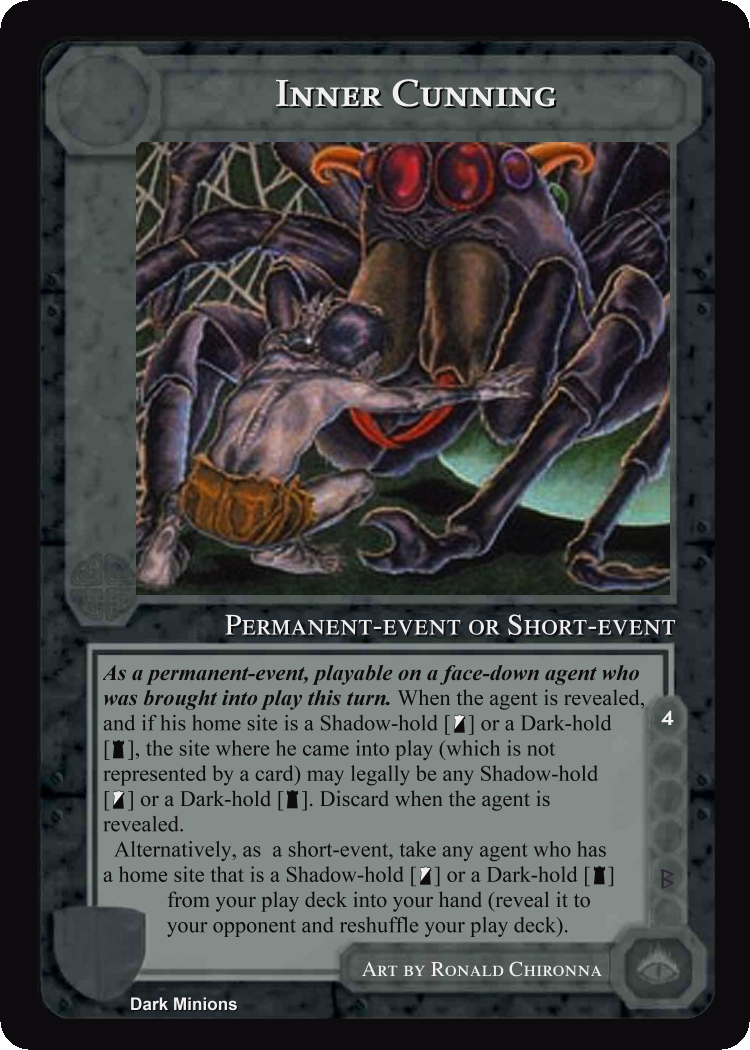 Inner Cunning
Permanent-event or Short-event
As a permanent-event, playable on a face-down agent who
was brought into play this turn. When the agent is revealed,
and if his home site is a Shadow-hold [ ] or a Dark-hold
[ ], the site where he came into play (which is not
represented by a card) may legally be any Shadow-hold
[ ] or a Dark-hold [ ]. Discard when the agent is
revealed.
4
Alternatively, as a short-event, take any agent who has
a home site that is a Shadow-hold [ ] or a Dark-hold [ ]
from your play deck into your hand (reveal it to
your opponent and reshuffle your play deck).
Art by Ronald Chironna
Dark Minions